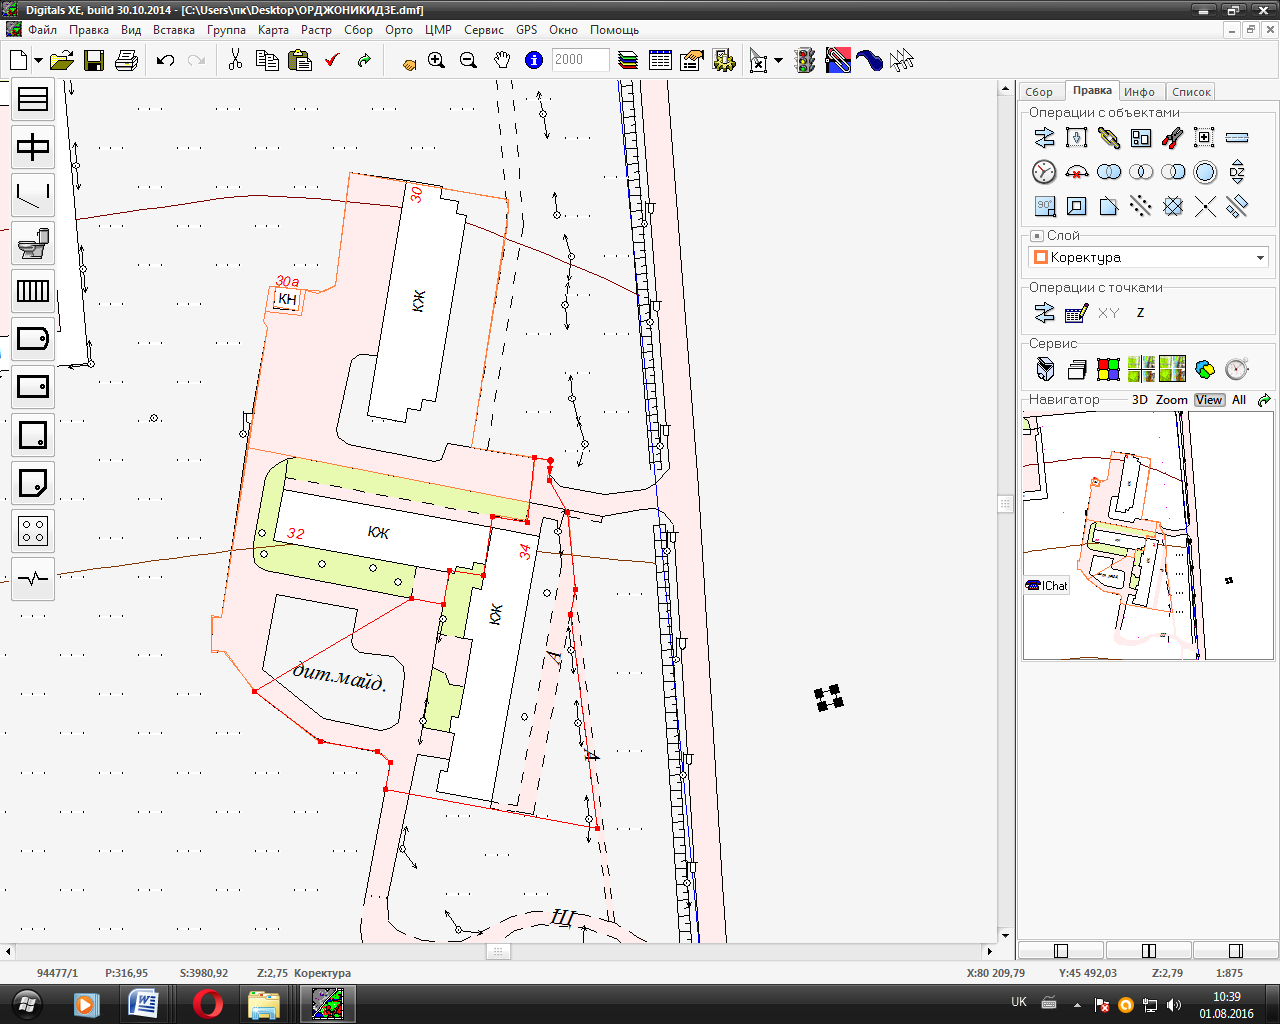 Digitals XE, build 30.10.2014 - [C:\Users\пк\Desktop\ОРДЖОНИКИДЗЕ.dmf]
Файл Правка Вид Вставка Группа Карта Растр Сбор Орто ЦМР Сервис GPS Окно Помощь
2000
Сбор Правка Инфо Список
Операции с объектами
DZ
90°
Слой
Коректура
Операции с точками
XY Z
Сервис
Навигатор 3D Zoom View All
IChat
30
КЖ
30а
КН
32
КЖ
34
КЖ
дит.майд.
А
А
Щ
94477/1 P:316,95 S:3980,92 Z:2,75 Коректура X:80 209,79 Y:45 492,03 Z:2,79 1:875
UK
10:39
01.08.2016